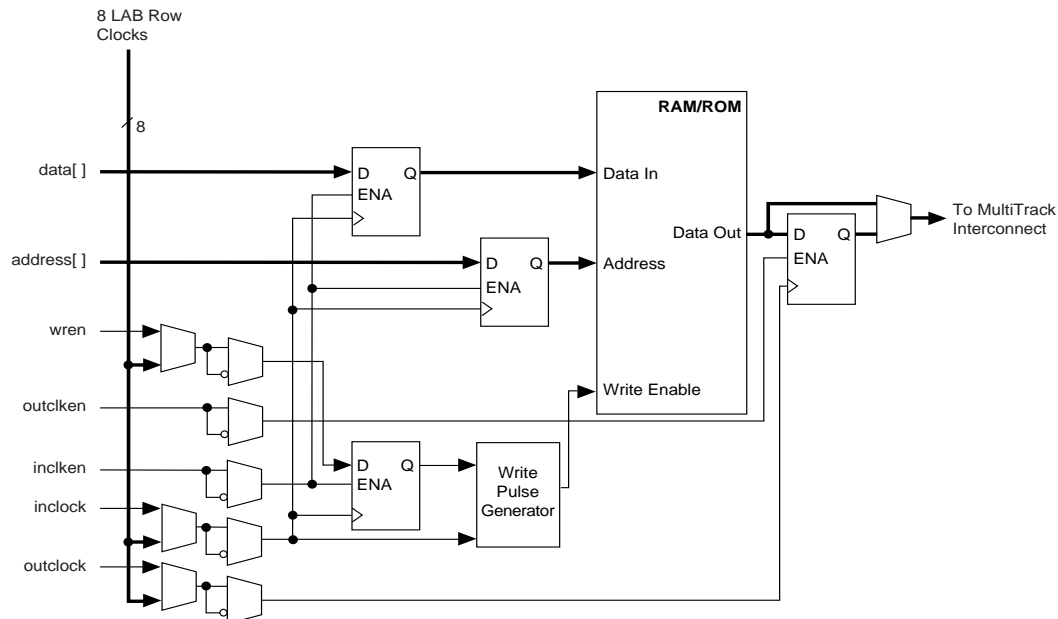 8 LAB Row
Clocks
8
RAM/ROM
data[ ]
D Q
ENA
Data In
Data Out
D Q
ENA
To MultiTrack
Interconnect
address[ ]
D Q
ENA
Address
wren
Write Enable
outclken
inclken
D Q
ENA
Write
Pulse
Generator
inclock
outclock